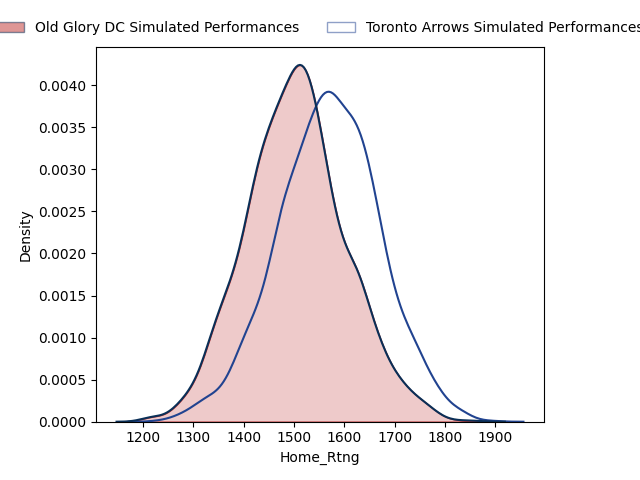 Old Glory DC Simulated Performances
Toronto Arrows Simulated Performances
0.0040
0.0035
0.0030
0.0025
0.0020
0.0015
0.0010
0.0005
0.0000
Density
1200 1300 1400 1500 1600 1700 1800 1900
Home_Rtng